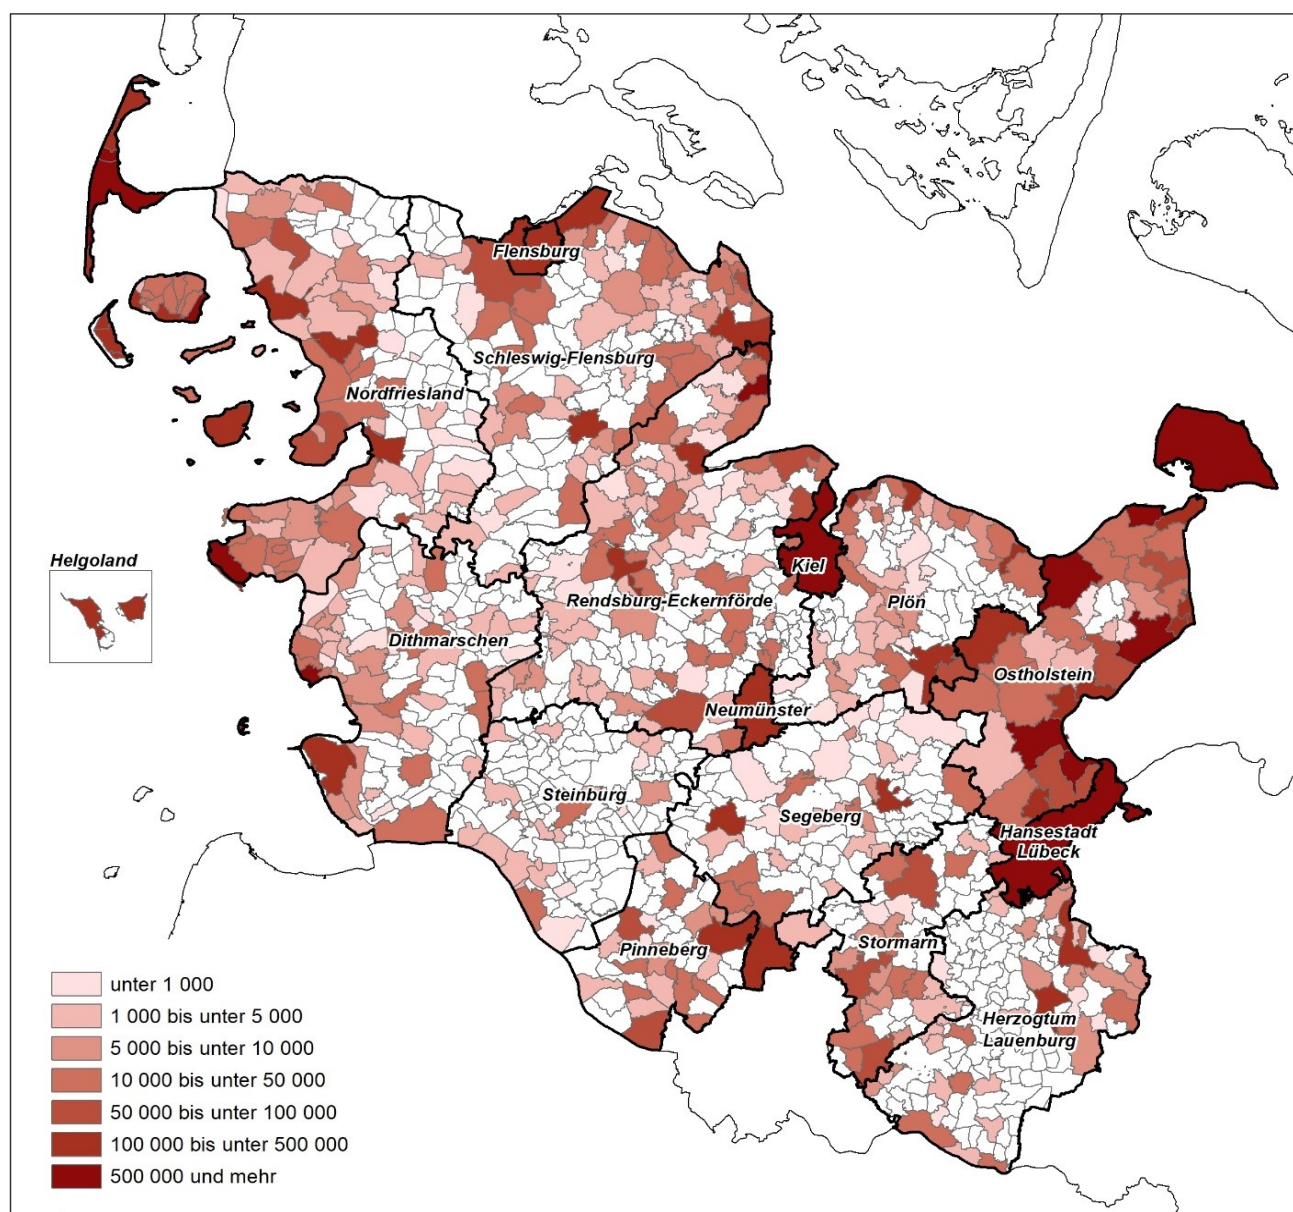 Flensburg
Schleswig-Flensburg
Nordfriesland
Helgoland
Kiel
Rendsburg-Eckernförde
Plön
Dithmarschen
Ostholstein
Neumünster
Steinburg
Segeberg
Hansestadt
Lübeck
Pinneberg
Stormarn
Herzogtum
Lauenburg
unter 1 000
1 000 bis unter 5 000
5 000 bis unter 10 000
10 000 bis unter 50 000
50 000 bis unter 100 000
100 000 bis unter 500 000
500 000 und mehr